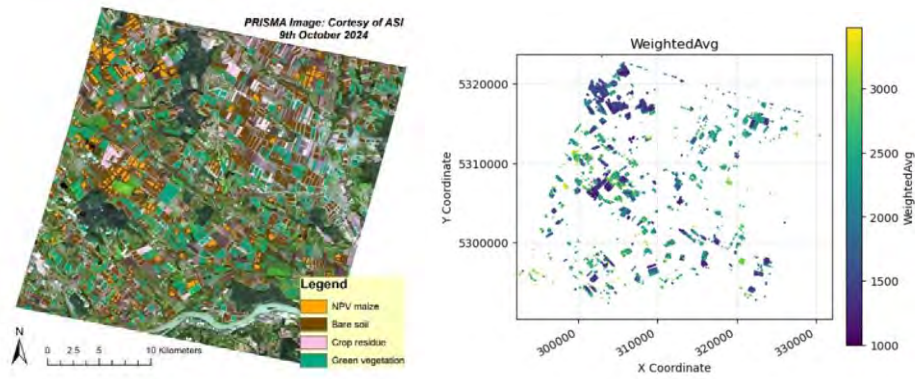 PRISMA Image: Cortesy of ASI
9th October 2024
Legend
NPV maize
Bare soil
Crop residue
Green vegetation
N
0 2.5 5 10 Kilometers
WeightedAvg
5320000
5310000
5300000
Y Coordinate
300000 310000 320000 330000
X Coordinate
3000
2500
2000
1500
1000
WeightedAvg